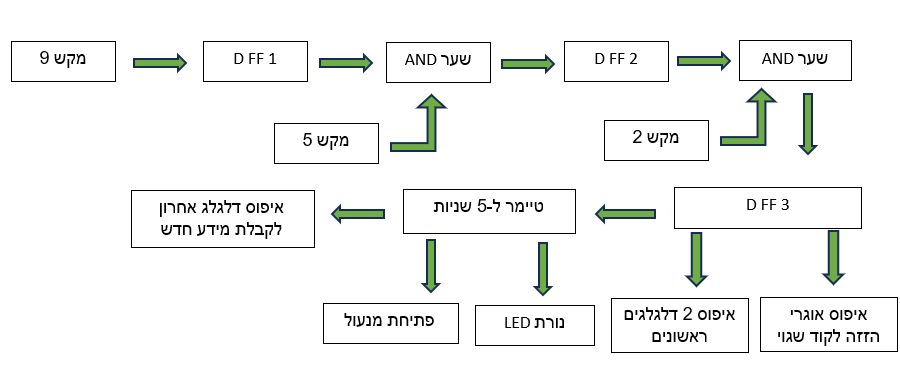 מקש 9
D FF 1
שער AND
D FF 2
שער AND
מקש 5
מקש 2
איפוס דלגלג אחרון
לקבלת מידע חדש
טיימר ל-5 שניות
D FF 3
פתיחת מנעול
נורת LED
איפוס 2 דלגלגים
ראשונים
איפוס אוגרי
הזזה לקוד שגוי